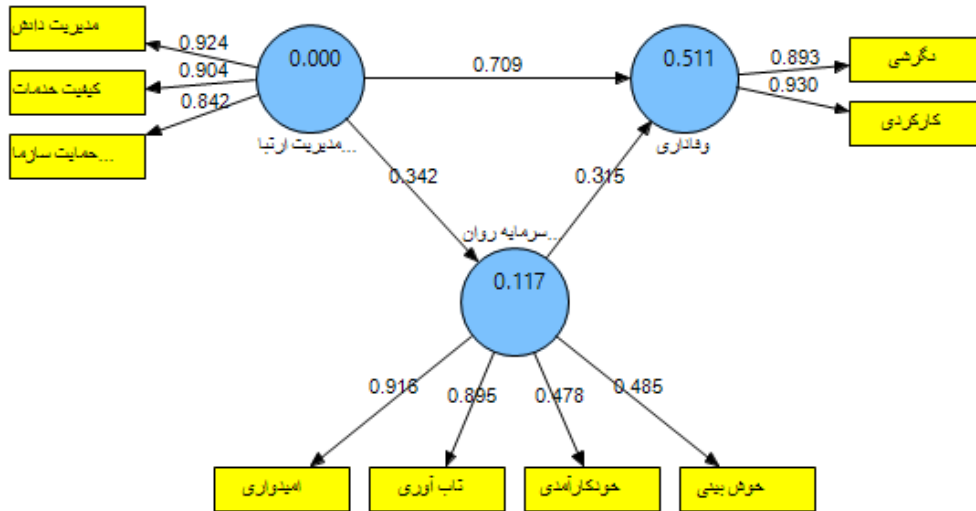 مدیریت دانش
0.924
0.000
0.709
0.511
0.893
نگرشی
کیفیت خدمات
0.904
0.930
کارکردی
حمایت سازما...
0.842
مدیریت ارتبا...
وفاداری
0.342
0.315
سرمایه روان...
0.117
0.916
0.895
0.478
0.485
امیدواری
تاب آوری
خودکارآمدی
خوش بینی